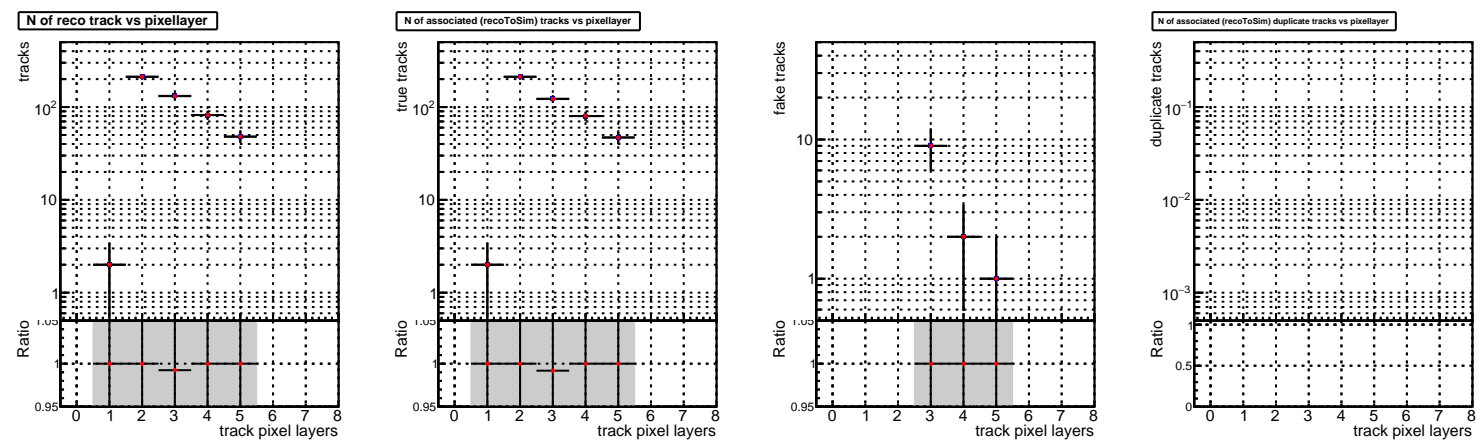 N of reco track vs pixellayer
tracks
10²
10
1
Ratio
1.05
1
0.95
0 1 2 3 4 5 6 7 8
track pixel layers
N of associated (recoToSim) tracks vs pixellayer
true tracks
10²
10
1
Ratio
1.05
1
0.95
0 1 2 3 4 5 6 7 8
track pixel layers
fake tracks
10
1
Ratio
1.05
1
0.95
0 1 2 3 4 5 6 7 8
track pixel layers
N of associated (recoToSim) duplicate tracks vs pixellayer
duplicate tracks
10⁻¹
10⁻²
10⁻³
Ratio
1
0.5
0
0 1 2 3 4 5 6 7 8
track pixel layers